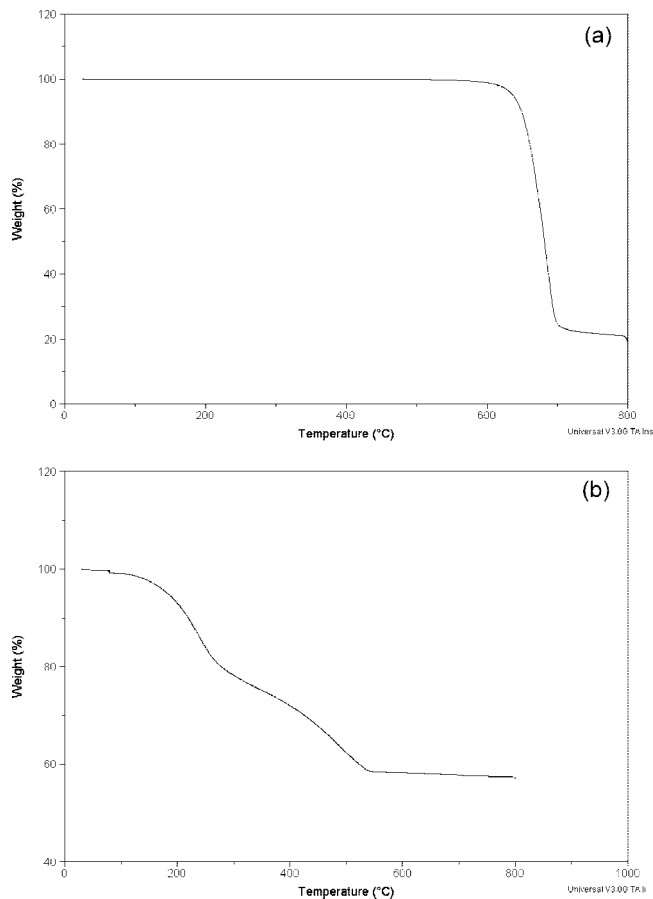 (a)
120
100
80
60
40
20
0
Weight (%)
0 200 400 600 800
Temperature (°C)
Universal V3.0G TA Ins
(b)
120
100
80
60
40
Weight (%)
0 200 400 600 800 1000
Temperature (°C)
Universal V3.0G TA